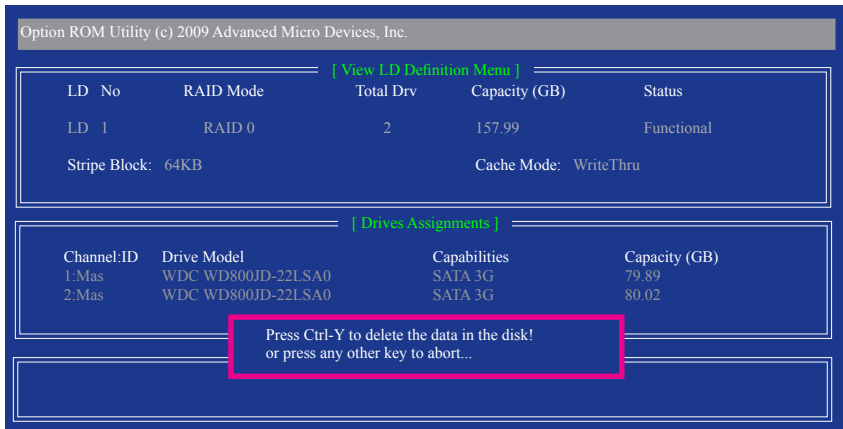 Option ROM Utility (c) 2009 Advanced Micro Devices, Inc.
[ View LD Definition Menu ]
LD No RAID Mode Total Drv Capacity (GB) Status
LD 1 RAID 0 2 157.99 Functional
Stripe Block: 64KB Cache Mode: WriteThru
[ Drives Assignments ]
Channel:ID Drive Model Capabilities Capacity (GB)
1:Mas WDC WD800JD-22LSA0 SATA 3G 79.89
2:Mas WDC WD800JD-22LSA0 SATA 3G 80.02
Press Ctrl-Y to delete the data in the disk!
or press any other key to abort...